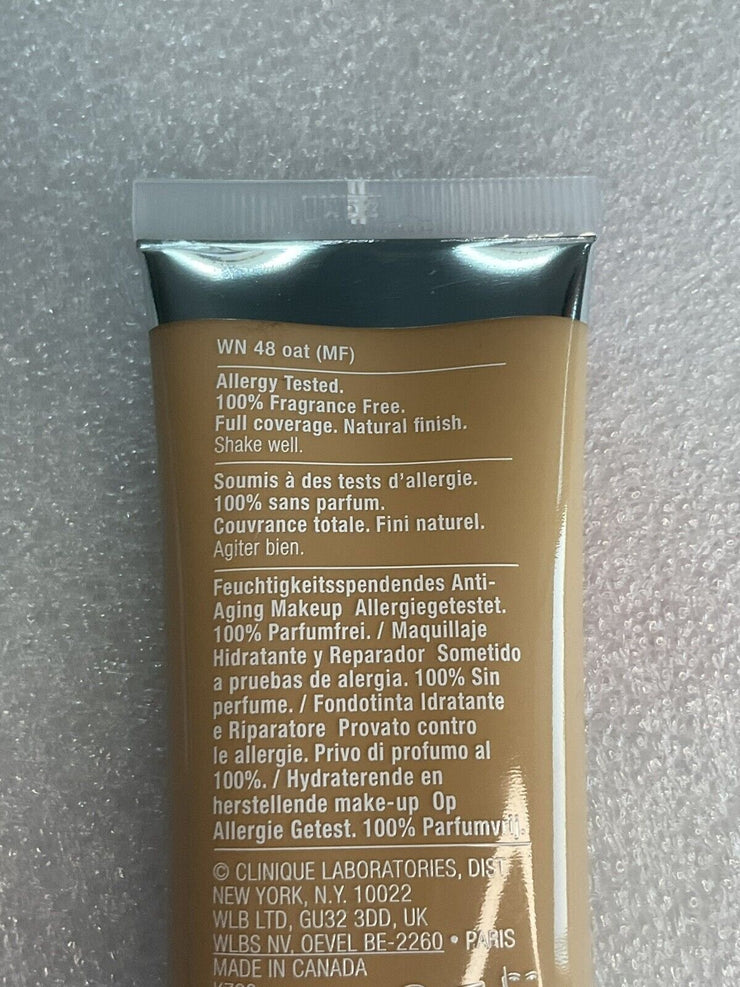 WN 48 oat (MF)
Allergy Tested.
100% Fragrance Free.
Full coverage. Natural finish.
Shake well.
Soumis à des tests d'allergie.
100% sans parfum.
Couvrance totale. Fini naturel.
Agiter bien.
Feuchtigkeitsspendendes Anti-
Aging Makeup Allergiegetestet.
100% Parfumfrei. / Maquillaje
Hidratante y Reparador Sometido
a pruebas de alergia. 100% Sin
perfume. / Fondotinta Idratante
e Riparatore Provato contro
le allergie. Privo di profumo al
100%. / Hydraterende en
herstellende make-up Op
Allergie Getest. 100% Parfumvrij.
© CLINIQUE LABORATORIES, DIST
NEW YORK, N.Y. 10022
WLB LTD, GU32 3DD, UK
WLBS NV, OEVEL BE-2260 • PARIS
MADE IN CANADA